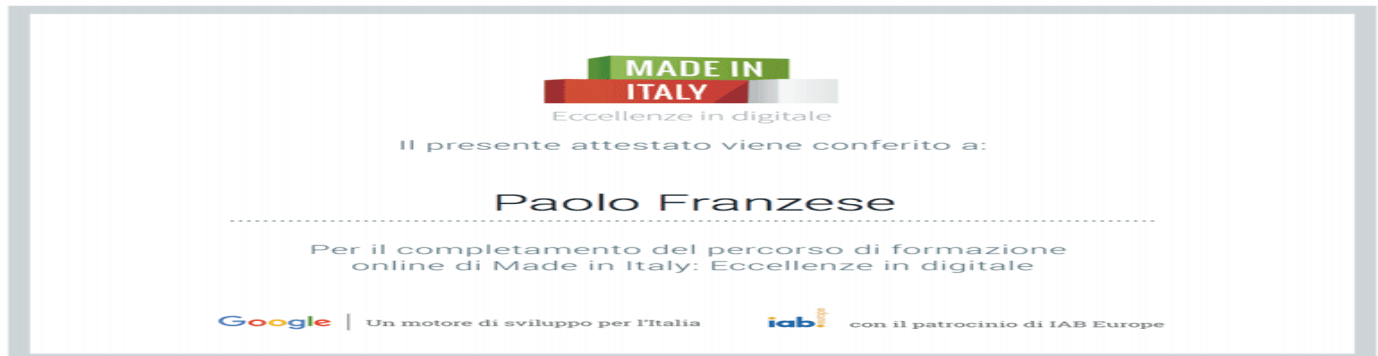 MADE IN
ITALY
Eccellenze in digitale
Il presente attestato viene conferito a:
Paolo Franzese
Per il completamento del percorso di formazione
online di Made in Italy: Eccellenze in digitale
Google | Un motore di sviluppo per l'Italia
iab europe con il patrocinio di IAB Europe